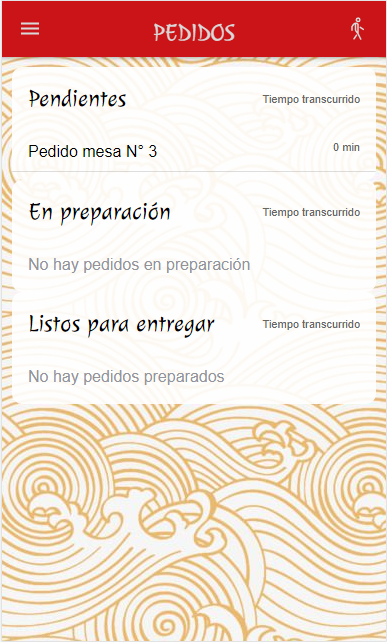 PEDIDOS
Pendientes Tiempo transcurrido
Pedido mesa N° 3 0 min
En preparación Tiempo transcurrido
No hay pedidos en preparación
Listos para entregar Tiempo transcurrido
No hay pedidos preparados